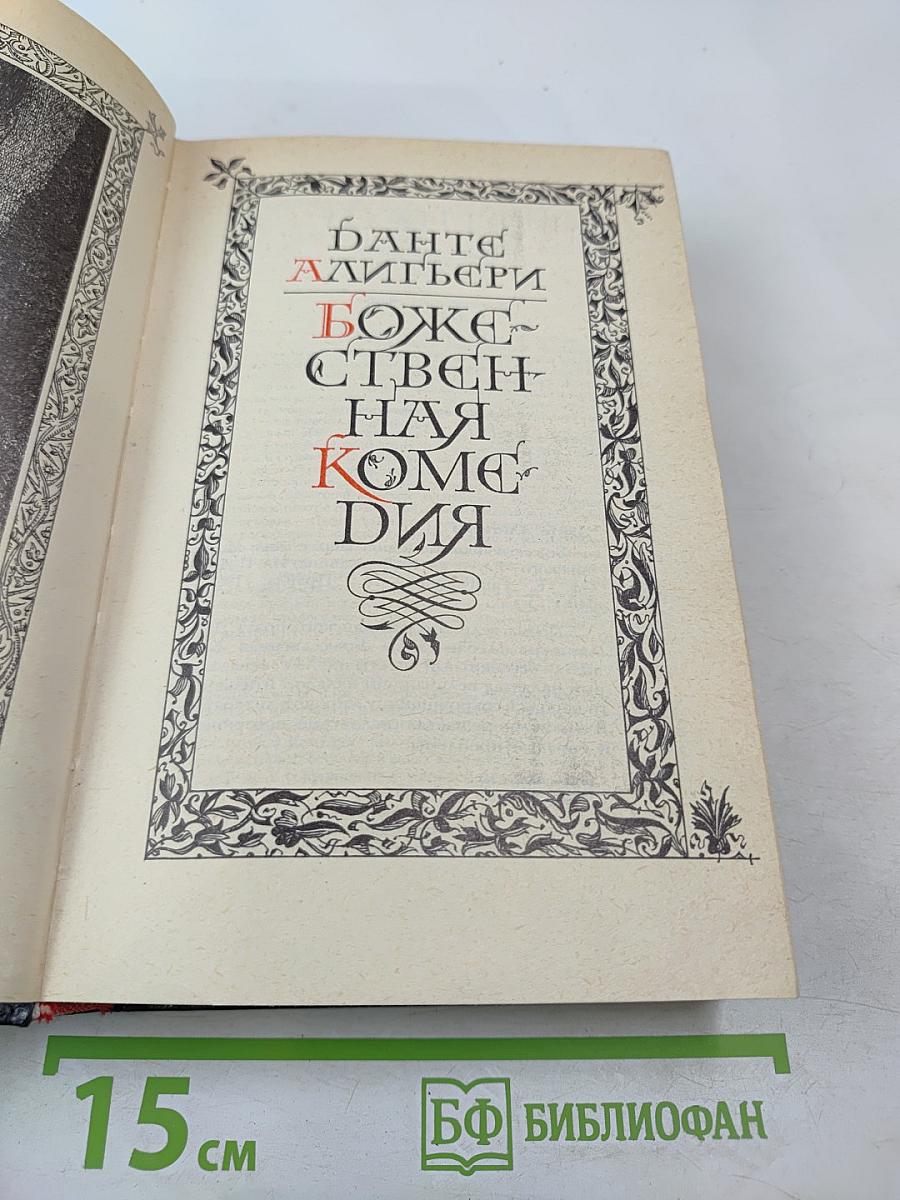 ДАНТЕ
АЛИГЬЕРИ
БОЖЕ-
СТВЕН-
НАЯ
КОМЕ-
ДИЯ
15 см
БФ БИБЛИОФАН